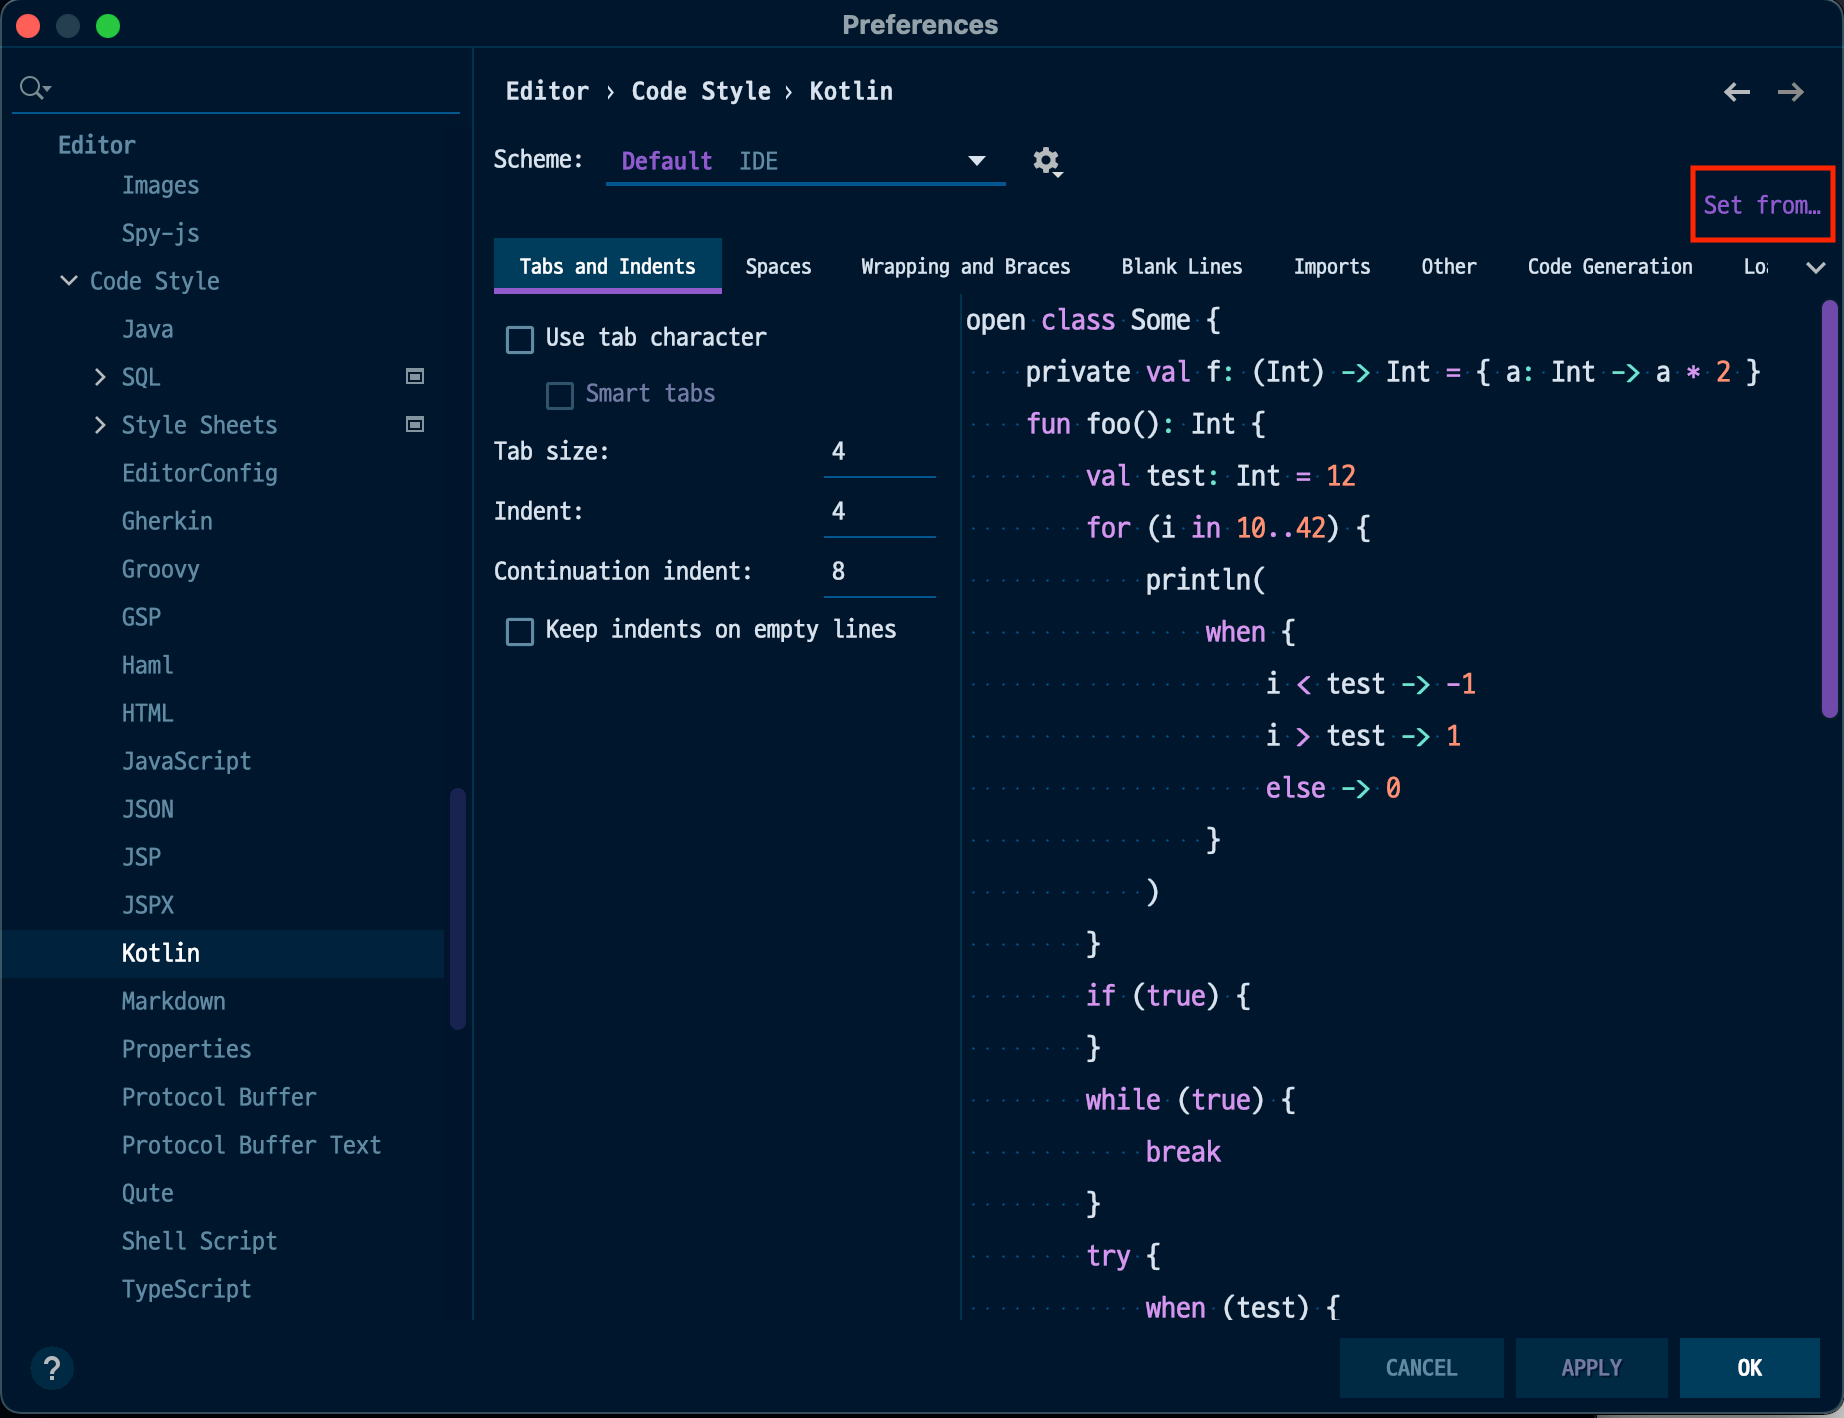 Preferences
Editor
Images
Spy-js
Code Style
Java
SQL
Style Sheets
EditorConfig
Gherkin
Groovy
GSP
Haml
HTML
JavaScript
JSON
JSP
JSPX
Kotlin
Markdown
Properties
Protocol Buffer
Protocol Buffer Text
Qute
Shell Script
TypeScript
?
Editor › Code Style › Kotlin
Scheme: Default IDE
Set from…
Tabs and Indents Spaces Wrapping and Braces Blank Lines Imports Other Code Generation
Use tab character
Smart tabs
Tab size: 4
Indent: 4
Continuation indent: 8
Keep indents on empty lines
open class Some {
    private val f: (Int) -> Int = { a: Int -> a * 2 }
    fun foo(): Int {
        val test: Int = 12
        for (i in 10..42) {
            println(
                when {
                    i < test -> -1
                    i > test -> 1
                    else -> 0
                }
            )
        }
        if (true) {
        }
        while (true) {
            break
        }
        try {
            when (test) {
CANCEL APPLY OK